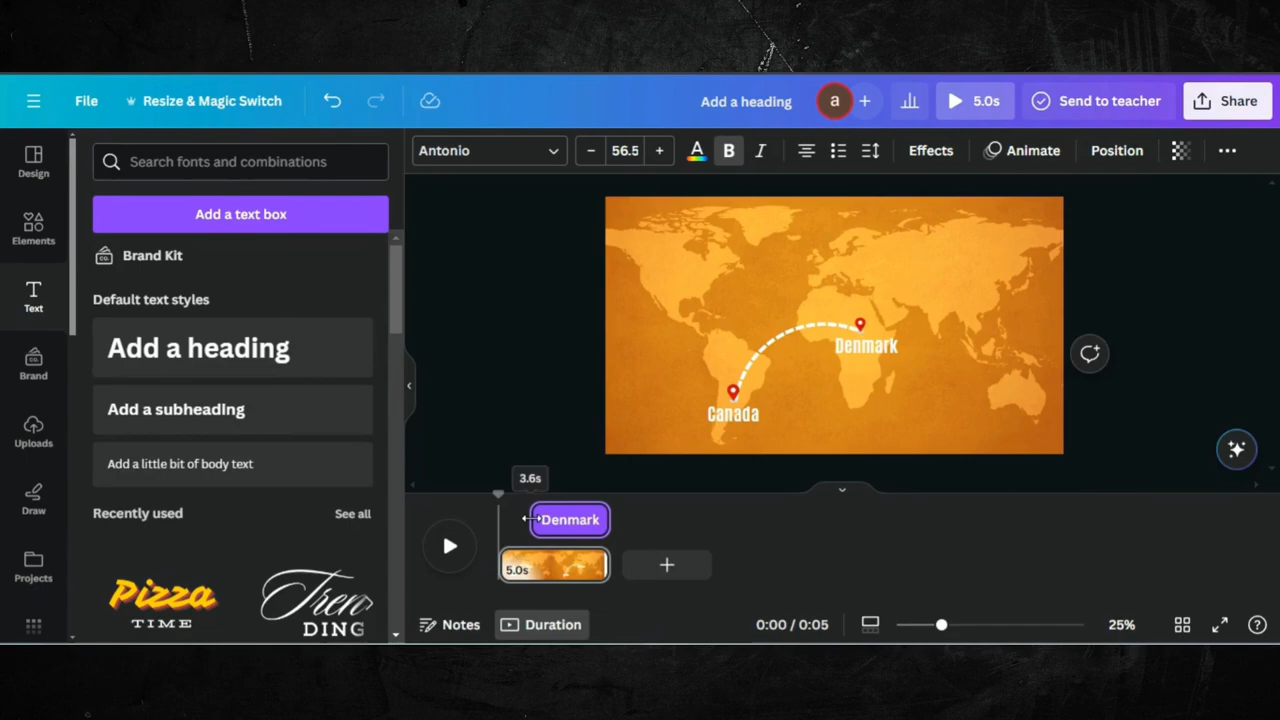 File
Resize & Magic Switch
Add a heading
a
5.0s
Send to teacher
Share
Design
Elements
Text
Brand
Uploads
Draw
Projects
Search fonts and combinations
Add a text box
CO.
Brand Kit
Default text styles
Add a heading
Add a subheading
Add a little bit of body text
Recently used
See all
Pizza
TIME
Tren
DING
Antonio
56.5
A
B
I
Effects
Animate
Position
Denmark
Canada
3.6s
Denmark
5.0s
Notes
Duration
0:00 / 0:05
25%